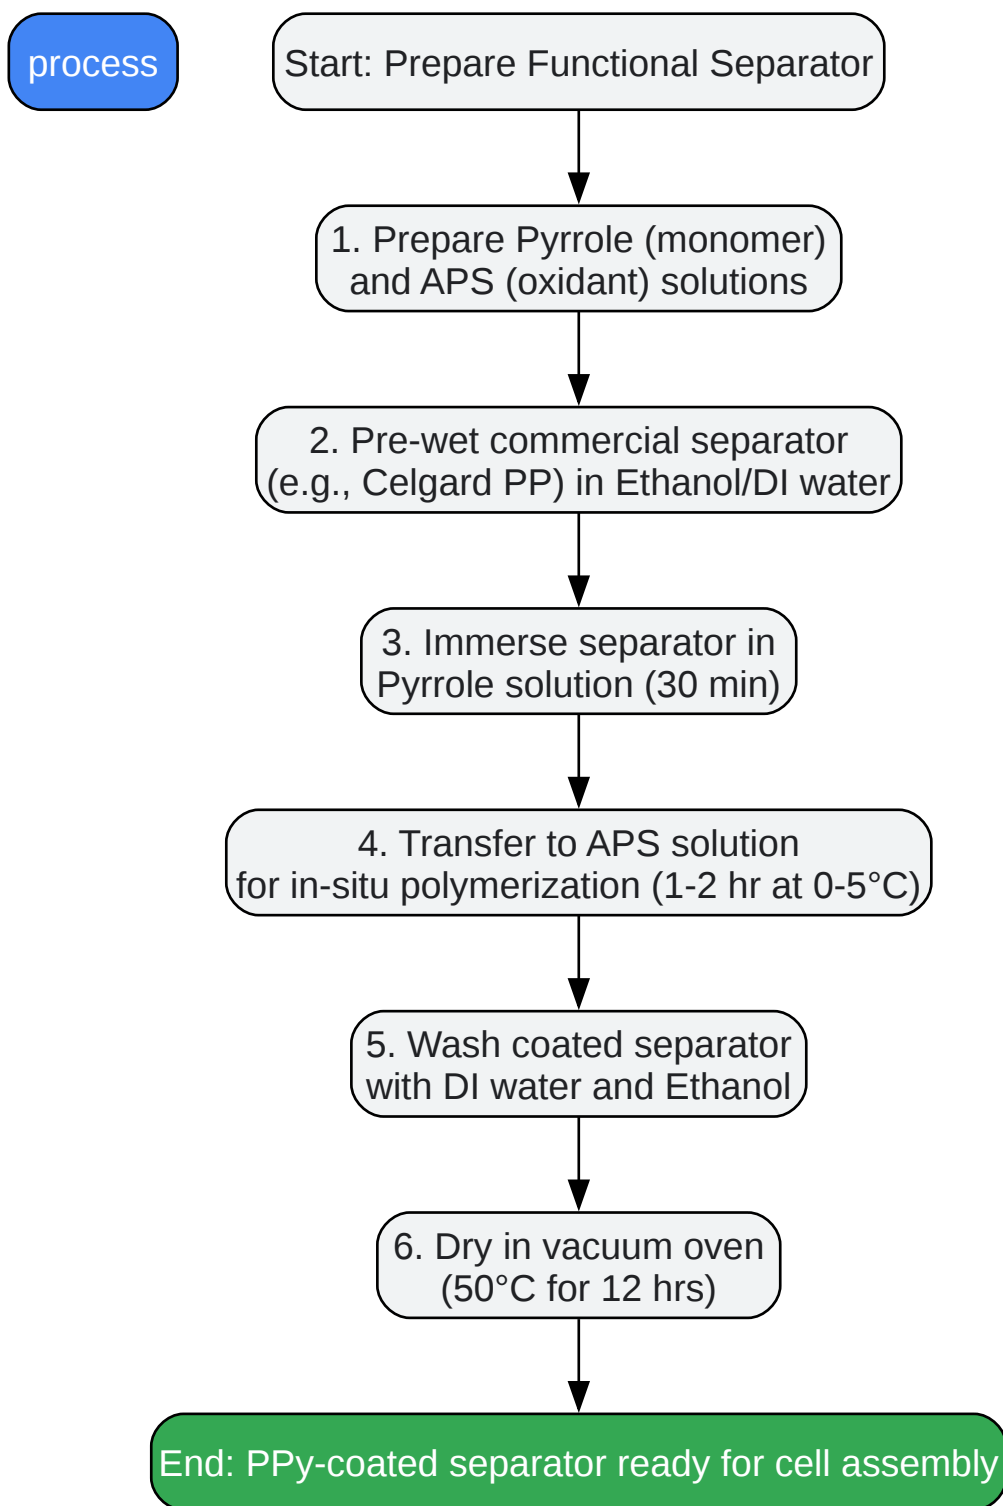 process
Start: Prepare Functional Separator
1. Prepare Pyrrole (monomer)
and APS (oxidant) solutions
2. Pre-wet commercial separator
(e.g., Celgard PP) in Ethanol/DI water
3. Immerse separator in
Pyrrole solution (30 min)
4. Transfer to APS solution
for in-situ polymerization (1-2 hr at 0-5°C)
5. Wash coated separator
with DI water and Ethanol
6. Dry in vacuum oven
(50°C for 12 hrs)
End: PPy-coated separator ready for cell assembly